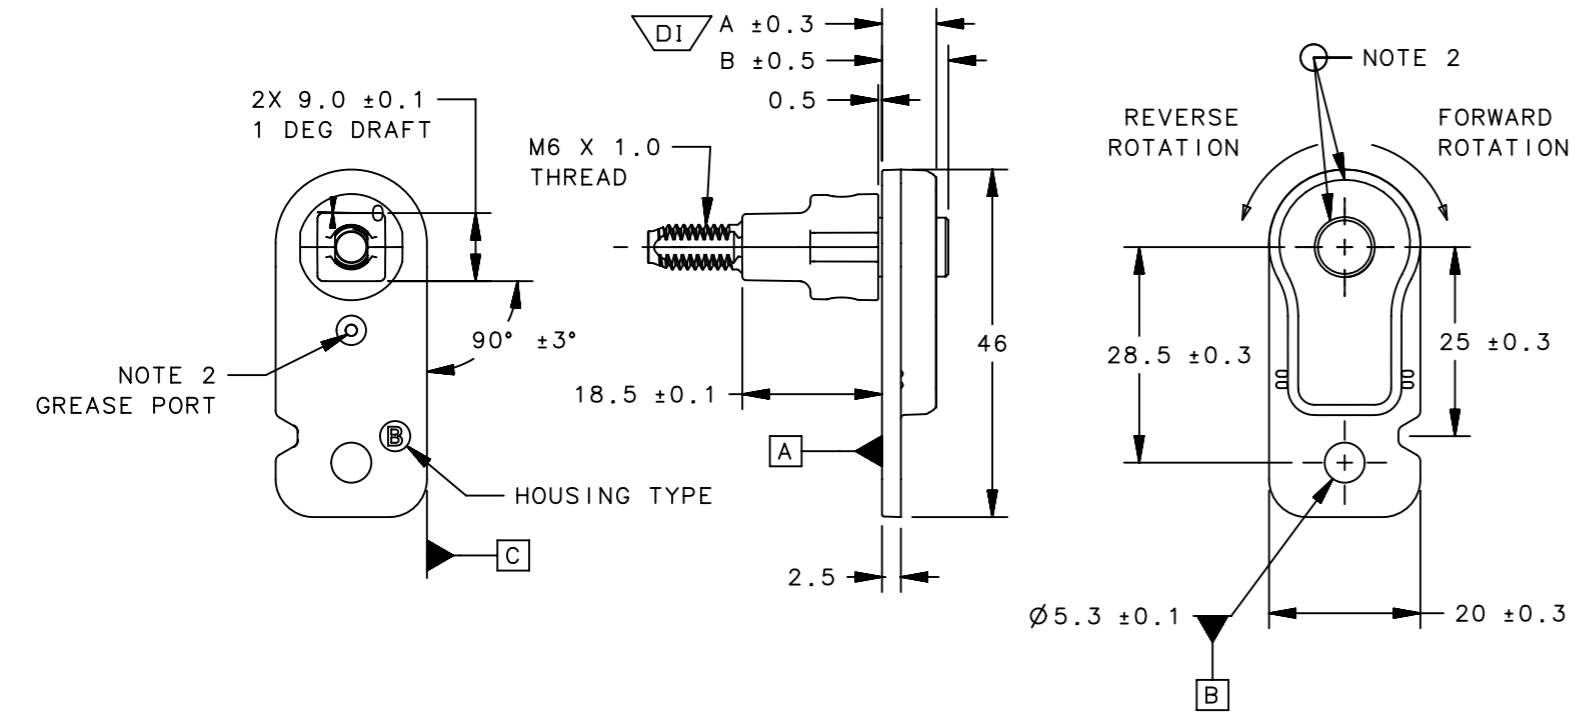 2X 9.0 ±0.1
1 DEG DRAFT
0
90° ±3°
NOTE 2
GREASE PORT
B
HOUSING TYPE
C
DI
A ±0.3
B ±0.5
0.5
M6 X 1.0
THREAD
18.5 ±0.1
46
A
2.5
NOTE 2
REVERSE
ROTATION
FORWARD
ROTATION
28.5 ±0.3
25 ±0.3
Ø5.3 ±0.1
20 ±0.3
B